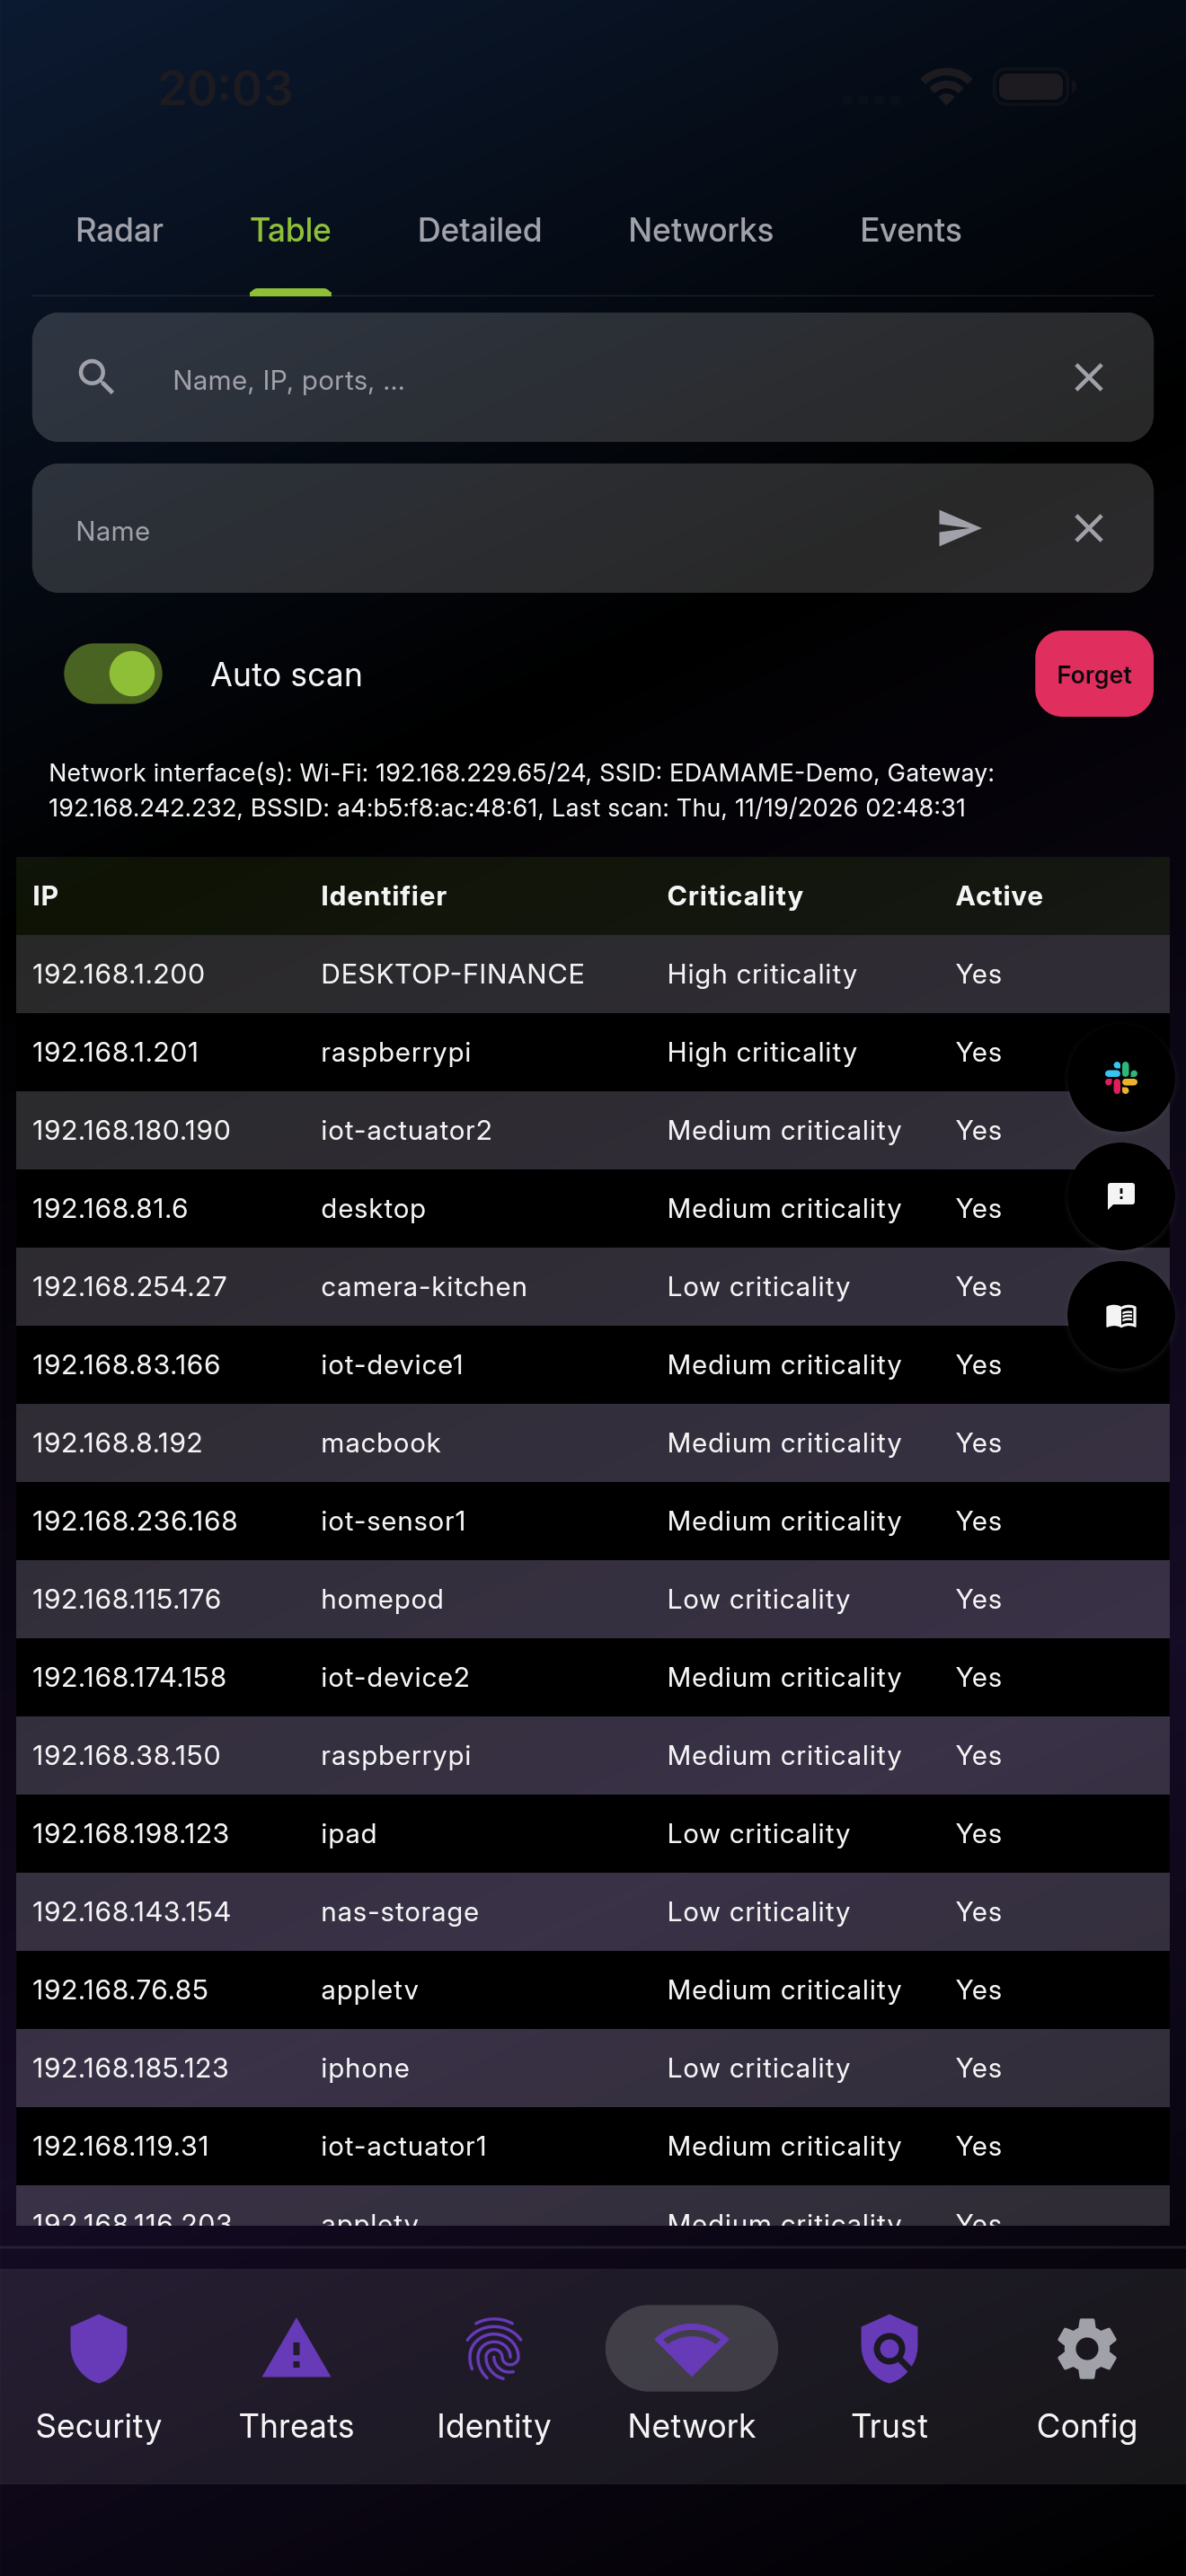 20:03
Radar Table Detailed Networks Events
Name, IP, ports, ...
Name
Auto scan Forget
Network interface(s): Wi-Fi: 192.168.229.65/24, SSID: EDAMAME-Demo, Gateway:
192.168.242.232, BSSID: a4:b5:f8:ac:48:61, Last scan: Thu, 11/19/2026 02:48:31
IP Identifier Criticality Active
192.168.1.200 DESKTOP-FINANCE High criticality Yes
192.168.1.201 raspberrypi High criticality Yes
192.168.180.190 iot-actuator2 Medium criticality Yes
192.168.81.6 desktop Medium criticality Yes
192.168.254.27 camera-kitchen Low criticality Yes
192.168.83.166 iot-device1 Medium criticality Yes
192.168.8.192 macbook Medium criticality Yes
192.168.236.168 iot-sensor1 Medium criticality Yes
192.168.115.176 homepod Low criticality Yes
192.168.174.158 iot-device2 Medium criticality Yes
192.168.38.150 raspberrypi Medium criticality Yes
192.168.198.123 ipad Low criticality Yes
192.168.143.154 nas-storage Low criticality Yes
192.168.76.85 appletv Medium criticality Yes
192.168.185.123 iphone Low criticality Yes
192.168.119.31 iot-actuator1 Medium criticality Yes
192.168.116.203 appletv Medium criticality Yes
Security Threats Identity Network Trust Config